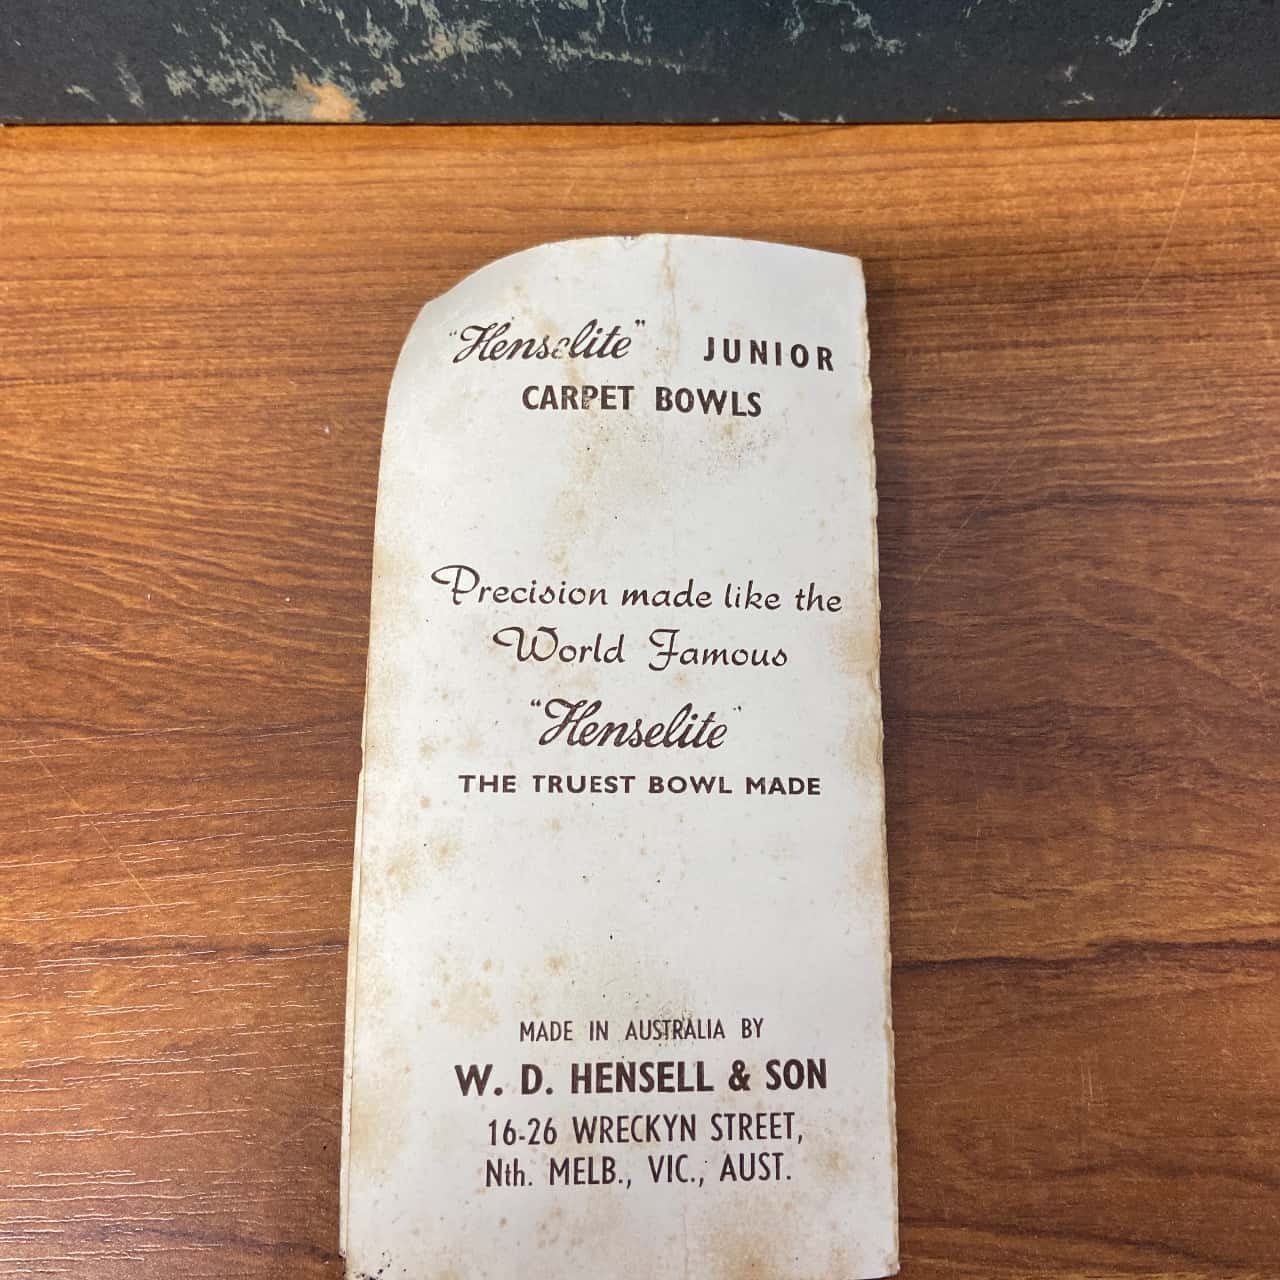 "Henselite" JUNIOR
CARPET BOWLS
Precision made like the
World Famous
"Henselite"
THE TRUEST BOWL MADE
MADE IN AUSTRALIA BY
W. D. HENSELL & SON
16-26 WRECKYN STREET,
Nth. MELB., VIC., AUST.